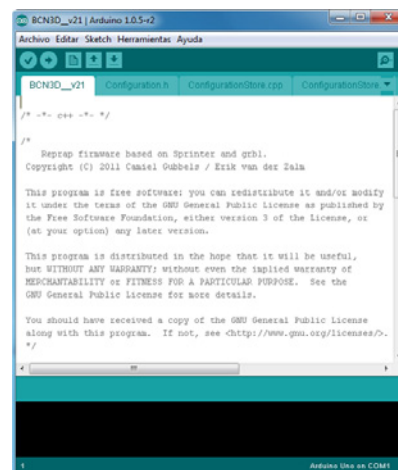 BCN3D__v21 | Arduino 1.0.5-r2
Archivo Editar Sketch Herramientas Ayuda
BCN3D__v21 Configuration.h ConfigurationStore.cpp ConfigurationStore.
/* -*- c++ -*- */
/*
Reprap firmware based on Sprinter and grbl.
Copyright (C) 2011 Camiel Gubbels / Erik van der Zalm
This program is free software: you can redistribute it and/or modify
it under the terms of the GNU General Public License as published by
the Free Software Foundation, either version 3 of the License, or
(at your option) any later version.
This program is distributed in the hope that it will be useful,
but WITHOUT ANY WARRANTY; without even the implied warranty of
MERCHANTABILITY or FITNESS FOR A PARTICULAR PURPOSE.  See the
GNU General Public License for more details.
You should have received a copy of the GNU General Public License
along with this program.  If not, see <http://www.gnu.org/licenses/>.
*/
1 Arduino Uno on COM1